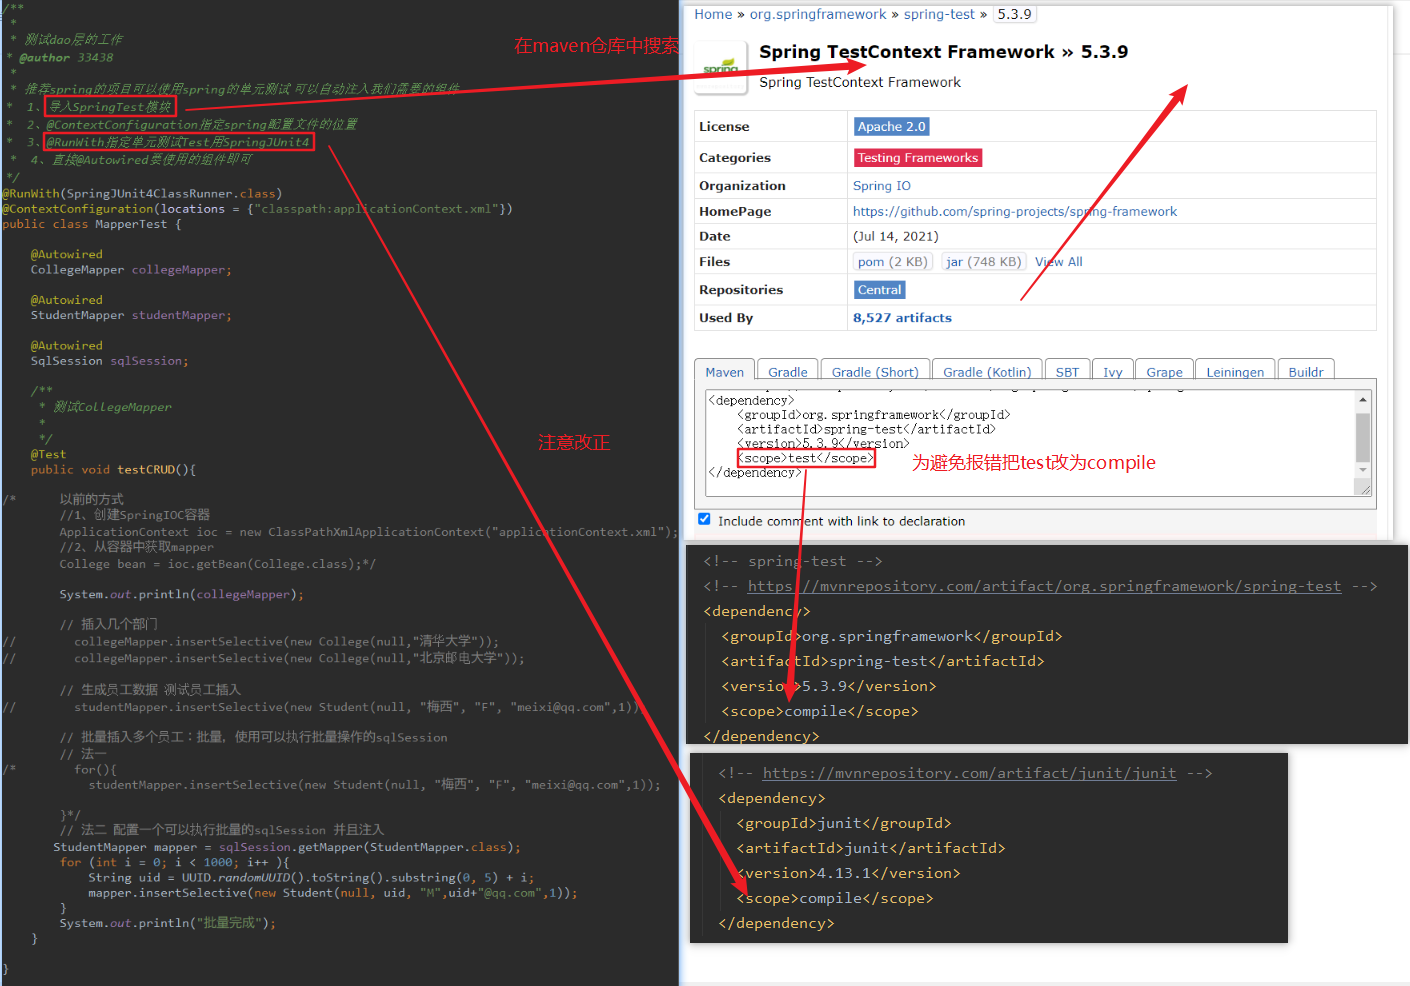 /**
 *
 * 测试dao层的工作
 * @author 33438
 *
 * 推荐spring的项目可以使用spring的单元测试 可以自动注入我们需要的组件
 * 1、导入SpringTest模块
 * 2、@ContextConfiguration指定spring配置文件的位置
 * 3、@RunWith指定单元测试Test用SpringJUnit4
 * 4、直接@Autowired要使用的组件即可
 */
@RunWith(SpringJUnit4ClassRunner.class)
@ContextConfiguration(locations = {"classpath:applicationContext.xml"})
public class MapperTest {
@Autowired
CollegeMapper collegeMapper;
@Autowired
StudentMapper studentMapper;
@Autowired
SqlSession sqlSession;
/**
 * 测试CollegeMapper
 *
 */
@Test
public void testCRUD(){
/* 以前的方式
//1、创建SpringIOC容器
ApplicationContext ioc = new ClassPathXmlApplicationContext("applicationContext.xml");
//2、从容器中获取mapper
College bean = ioc.getBean(College.class);*/
System.out.println(collegeMapper);
// 插入几个部门
// collegeMapper.insertSelective(new College(null,"清华大学"));
// collegeMapper.insertSelective(new College(null,"北京邮电大学"));
// 生成员工数据 测试员工插入
// studentMapper.insertSelective(new Student(null, "梅西", "F", "meixi@qq.com",1));
// 批量插入多个员工：批量，使用可以执行批量操作的sqlSession
// 法一
/* for(){
studentMapper.insertSelective(new Student(null, "梅西", "F", "meixi@qq.com",1));
}*/
// 法二 配置一个可以执行批量的sqlSession 并且注入
StudentMapper mapper = sqlSession.getMapper(StudentMapper.class);
for (int i = 0; i < 1000; i++ ){
String uid = UUID.randomUUID().toString().substring(0, 5) + i;
mapper.insertSelective(new Student(null, uid, "M",uid+"@qq.com",1));
}
System.out.println("批量完成");
}
}
在maven仓库中搜索
注意改正
Home » org.springframework » spring-test » 5.3.9
spring
Spring TestContext Framework » 5.3.9
Spring TestContext Framework
License Apache 2.0
Categories Testing Frameworks
Organization Spring IO
HomePage https://github.com/spring-projects/spring-framework
Date (Jul 14, 2021)
Files pom (2 KB) jar (748 KB) View All
Repositories Central
Used By 8,527 artifacts
Maven Gradle Gradle (Short) Gradle (Kotlin) SBT Ivy Grape Leiningen Buildr
<dependency>
<groupId>org.springframework</groupId>
<artifactId>spring-test</artifactId>
<version>5.3.9</version>
<scope>test</scope>
</dependency>
为避免报错把test改为compile
Include comment with link to declaration
<!-- spring-test -->
<!-- https://mvnrepository.com/artifact/org.springframework/spring-test -->
<dependency>
<groupId>org.springframework</groupId>
<artifactId>spring-test</artifactId>
<version>5.3.9</version>
<scope>compile</scope>
</dependency>
<!-- https://mvnrepository.com/artifact/junit/junit -->
<dependency>
<groupId>junit</groupId>
<artifactId>junit</artifactId>
<version>4.13.1</version>
<scope>compile</scope>
</dependency>